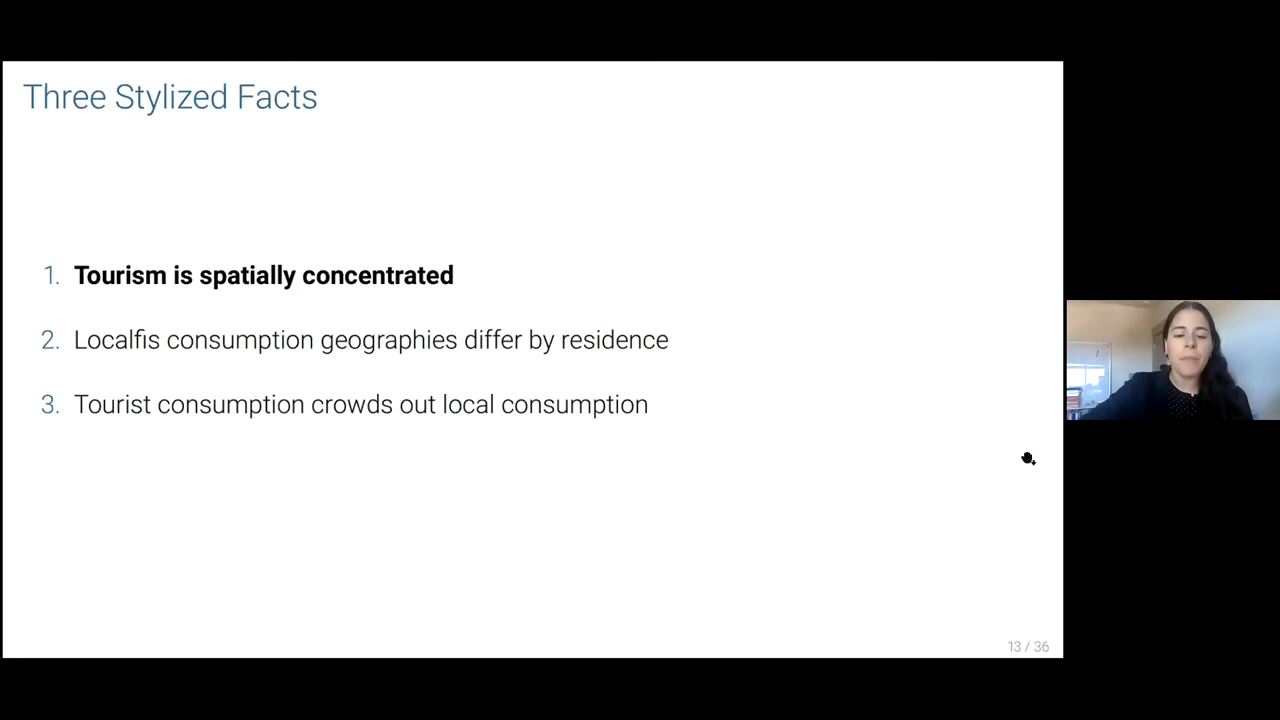 Three Stylized Facts
1. Tourism is spatially concentrated
2. Localfis consumption geographies differ by residence
3. Tourist consumption crowds out local consumption
13 / 36